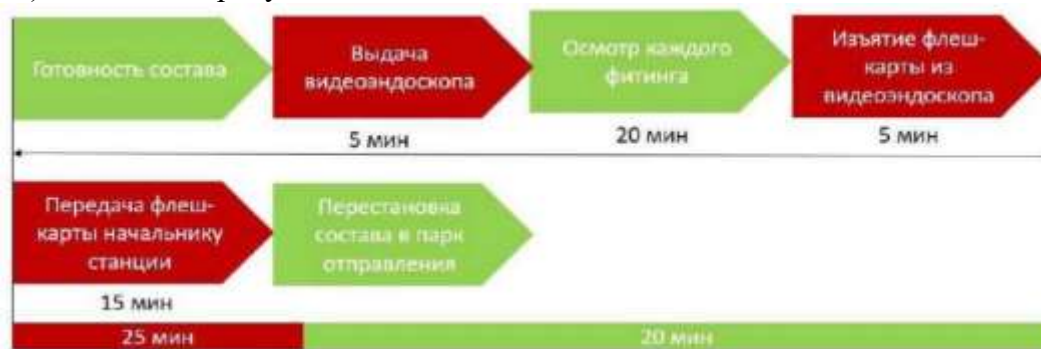 Готовность состава
Выдача
видеоэндоскопа
Осмотр каждого
фитинга
Изъятие флеш-
карты из
видеоэндоскопа
5 мин
20 мин
5 мин
Передача флеш-
карты начальнику
станции
Перестановка
состава в парк
отправления
15 мин
25 мин
20 мин